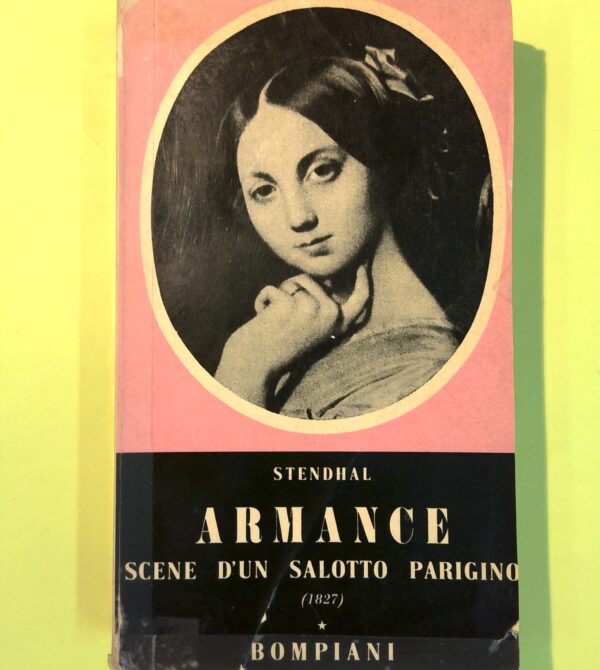 STENDHAL
ARMANCE
SCENE D'UN SALOTTO PARIGINO
(1827)
★
BOMPIANI